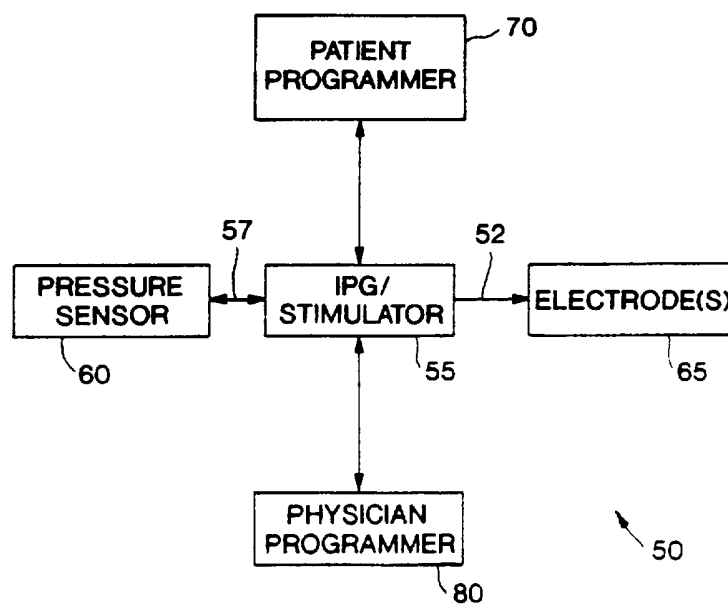 70
PATIENT
PROGRAMMER
57
52
PRESSURE
SENSOR
IPG/
STIMULATOR
ELECTRODE(S)
60
55
65
PHYSICIAN
PROGRAMMER
50
80